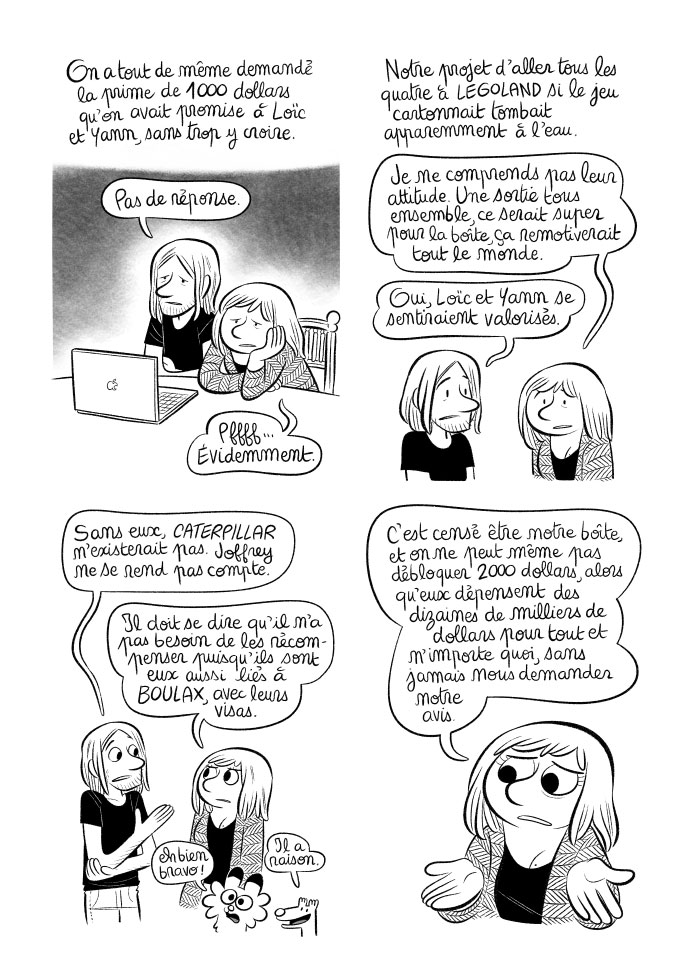 On a tout de même demandé
la prime de 1000 dollars
qu'on avait promise à Loïc
et Yann, sans trop y croire.
Pas de réponse.
Pffff...
Évidemment.
Notre projet d'aller tous les
quatre à LEGOLAND si le jeu
cartonnait tombait
apparemment à l'eau.
Je ne comprends pas leur
attitude. Une sortie tous
ensemble, ce serait super
pour la boîte, ça remotiverait
tout le monde.
Oui, Loïc et Yann se
sentiraient valorisés.
Sans eux, CATERPILLAR
n'existerait pas. Joffrey
ne se rend pas compte.
Il doit se dire qu'il n'a
pas besoin de les récom-
penser puisqu'ils sont
eux aussi liés à
BOULAX, avec leurs
visas.
Eh bien
bravo !
Il a
raison.
C'est censé être notre boîte,
et on ne peut même pas
débloquer 2000 dollars, alors
qu'eux dépensent des
dizaines de milliers de
dollars pour tout et
n'importe quoi, sans
jamais nous demander
notre
avis.